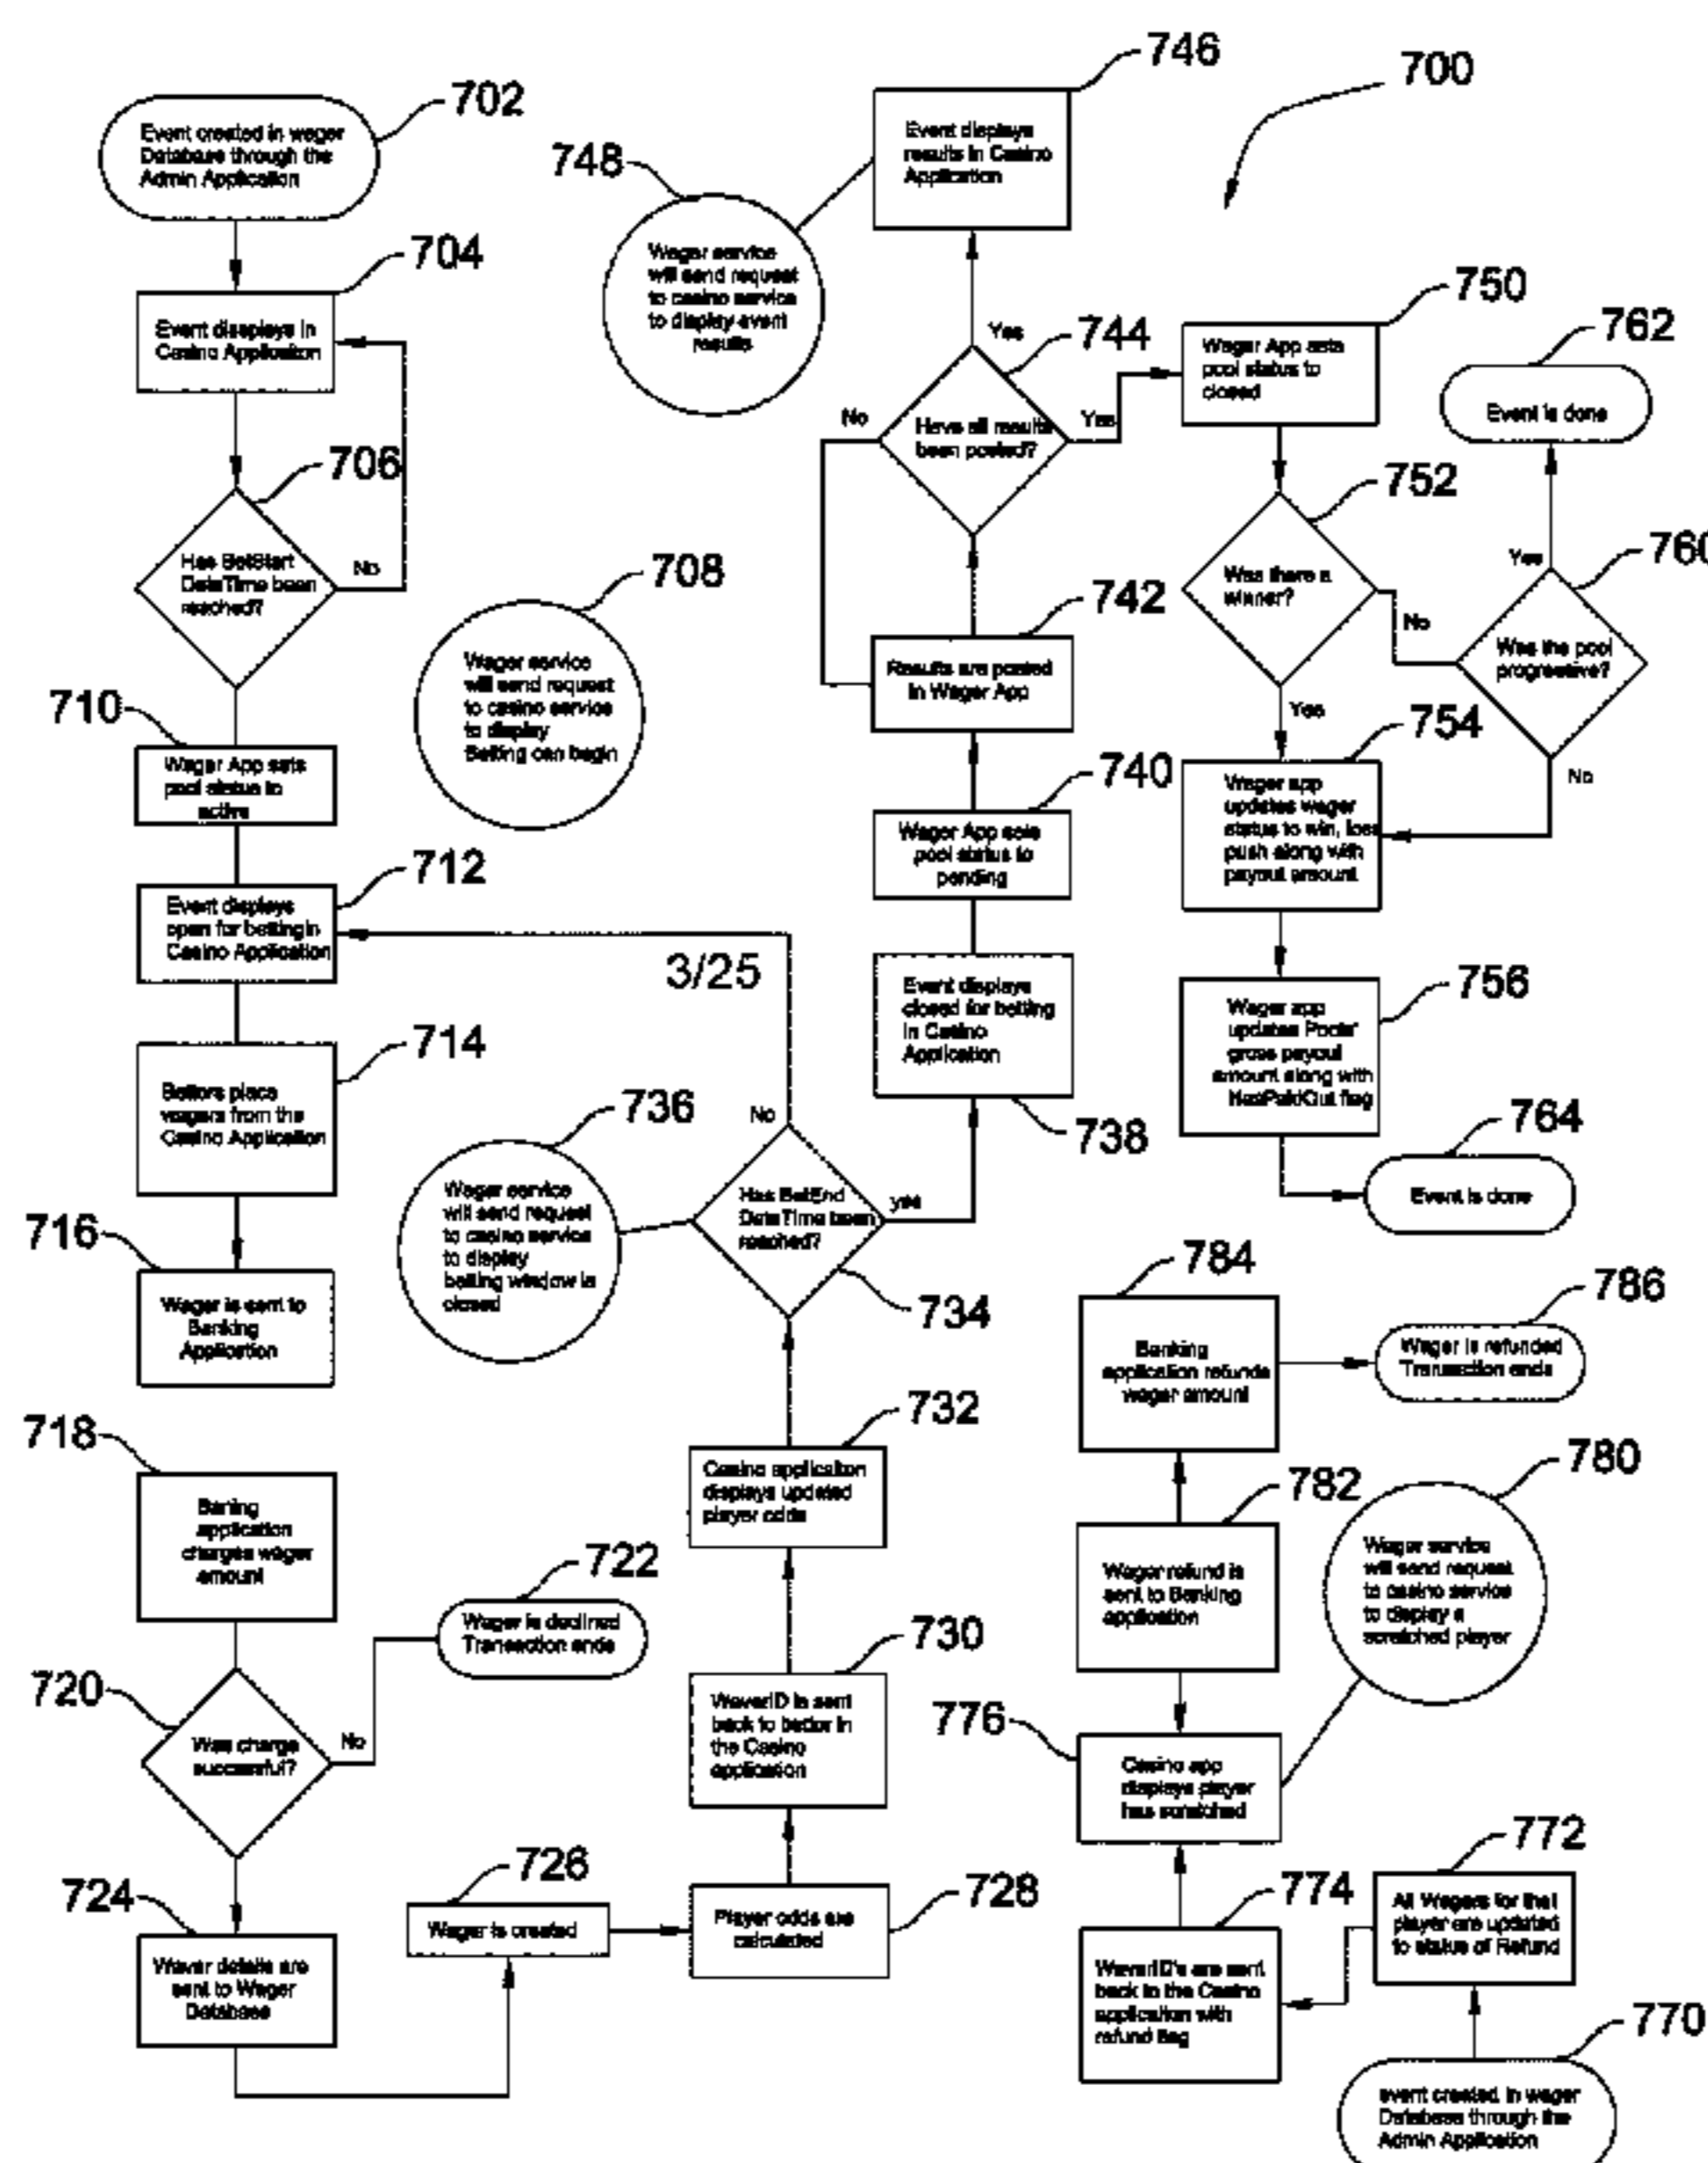 702
Event created in wager
Database through the
Admin Application
704
Event dissplays in
Casino Applicaiton
706
Has BetStart
DateTime been
reached?
No
708
Wager service
will send request
to casino service
to display
Betting can begin
710
Wager App sets
pool status to
active
712
Event displays
open for bettingin
Casino Application
714
Bettors place
wagers from the
Casino Application
716
Wager is sent to
Banking
Application
718
Baning
application
charges wager
amount
720
Was charge
successful?
No
722
Wager is declined
Transaction ends
724
Waver details are
sent to Wager
Database
726
Wager is created
728
Player odds are
calculated
730
WaverID is sent
back to bettor in
the Casino
application
732
Casino applicaiton
displays updated
player odds
734
Has BetEnd
DateTime been
reached?
No
yes
3/25
736
Wager service
will send request
to casino service
to display
betting window is
closed
738
Event displays
closed for betting
in Casino
Application
740
Wager App sets
pool status to
pending
742
Results are posted
in Wager App
744
Have all results
been posted?
No
Yes
Yes
746
Event displays
results in Casino
Application
748
Wager service
will send request
to casino service
to display event
results
700
750
Wager App sets
pool status to
closed
752
Was there a
winner?
No
Yes
754
Wager app
updates wager
status to win, loss
push along with
payout amount
756
Wager app
updates Pools'
gross payout
amount along with
HasPaidOut flag
760
Was the pool
progressive?
Yes
No
762
Event is done
764
Event is done
784
Banking
application refunds
wager amount
786
Wager is refunded
Transaction ends
782
Wager refund is
sent to Banking
application
780
Wager service
will send request
to casino service
to display a
scratched player
776
Casino app
displays player
has scratched
774
WaverID's are sent
back to the Casino
application with
refund flag
772
All Wagers for that
player are updated
to status of Refund
770
event created in wager
Database through the
Admin Application